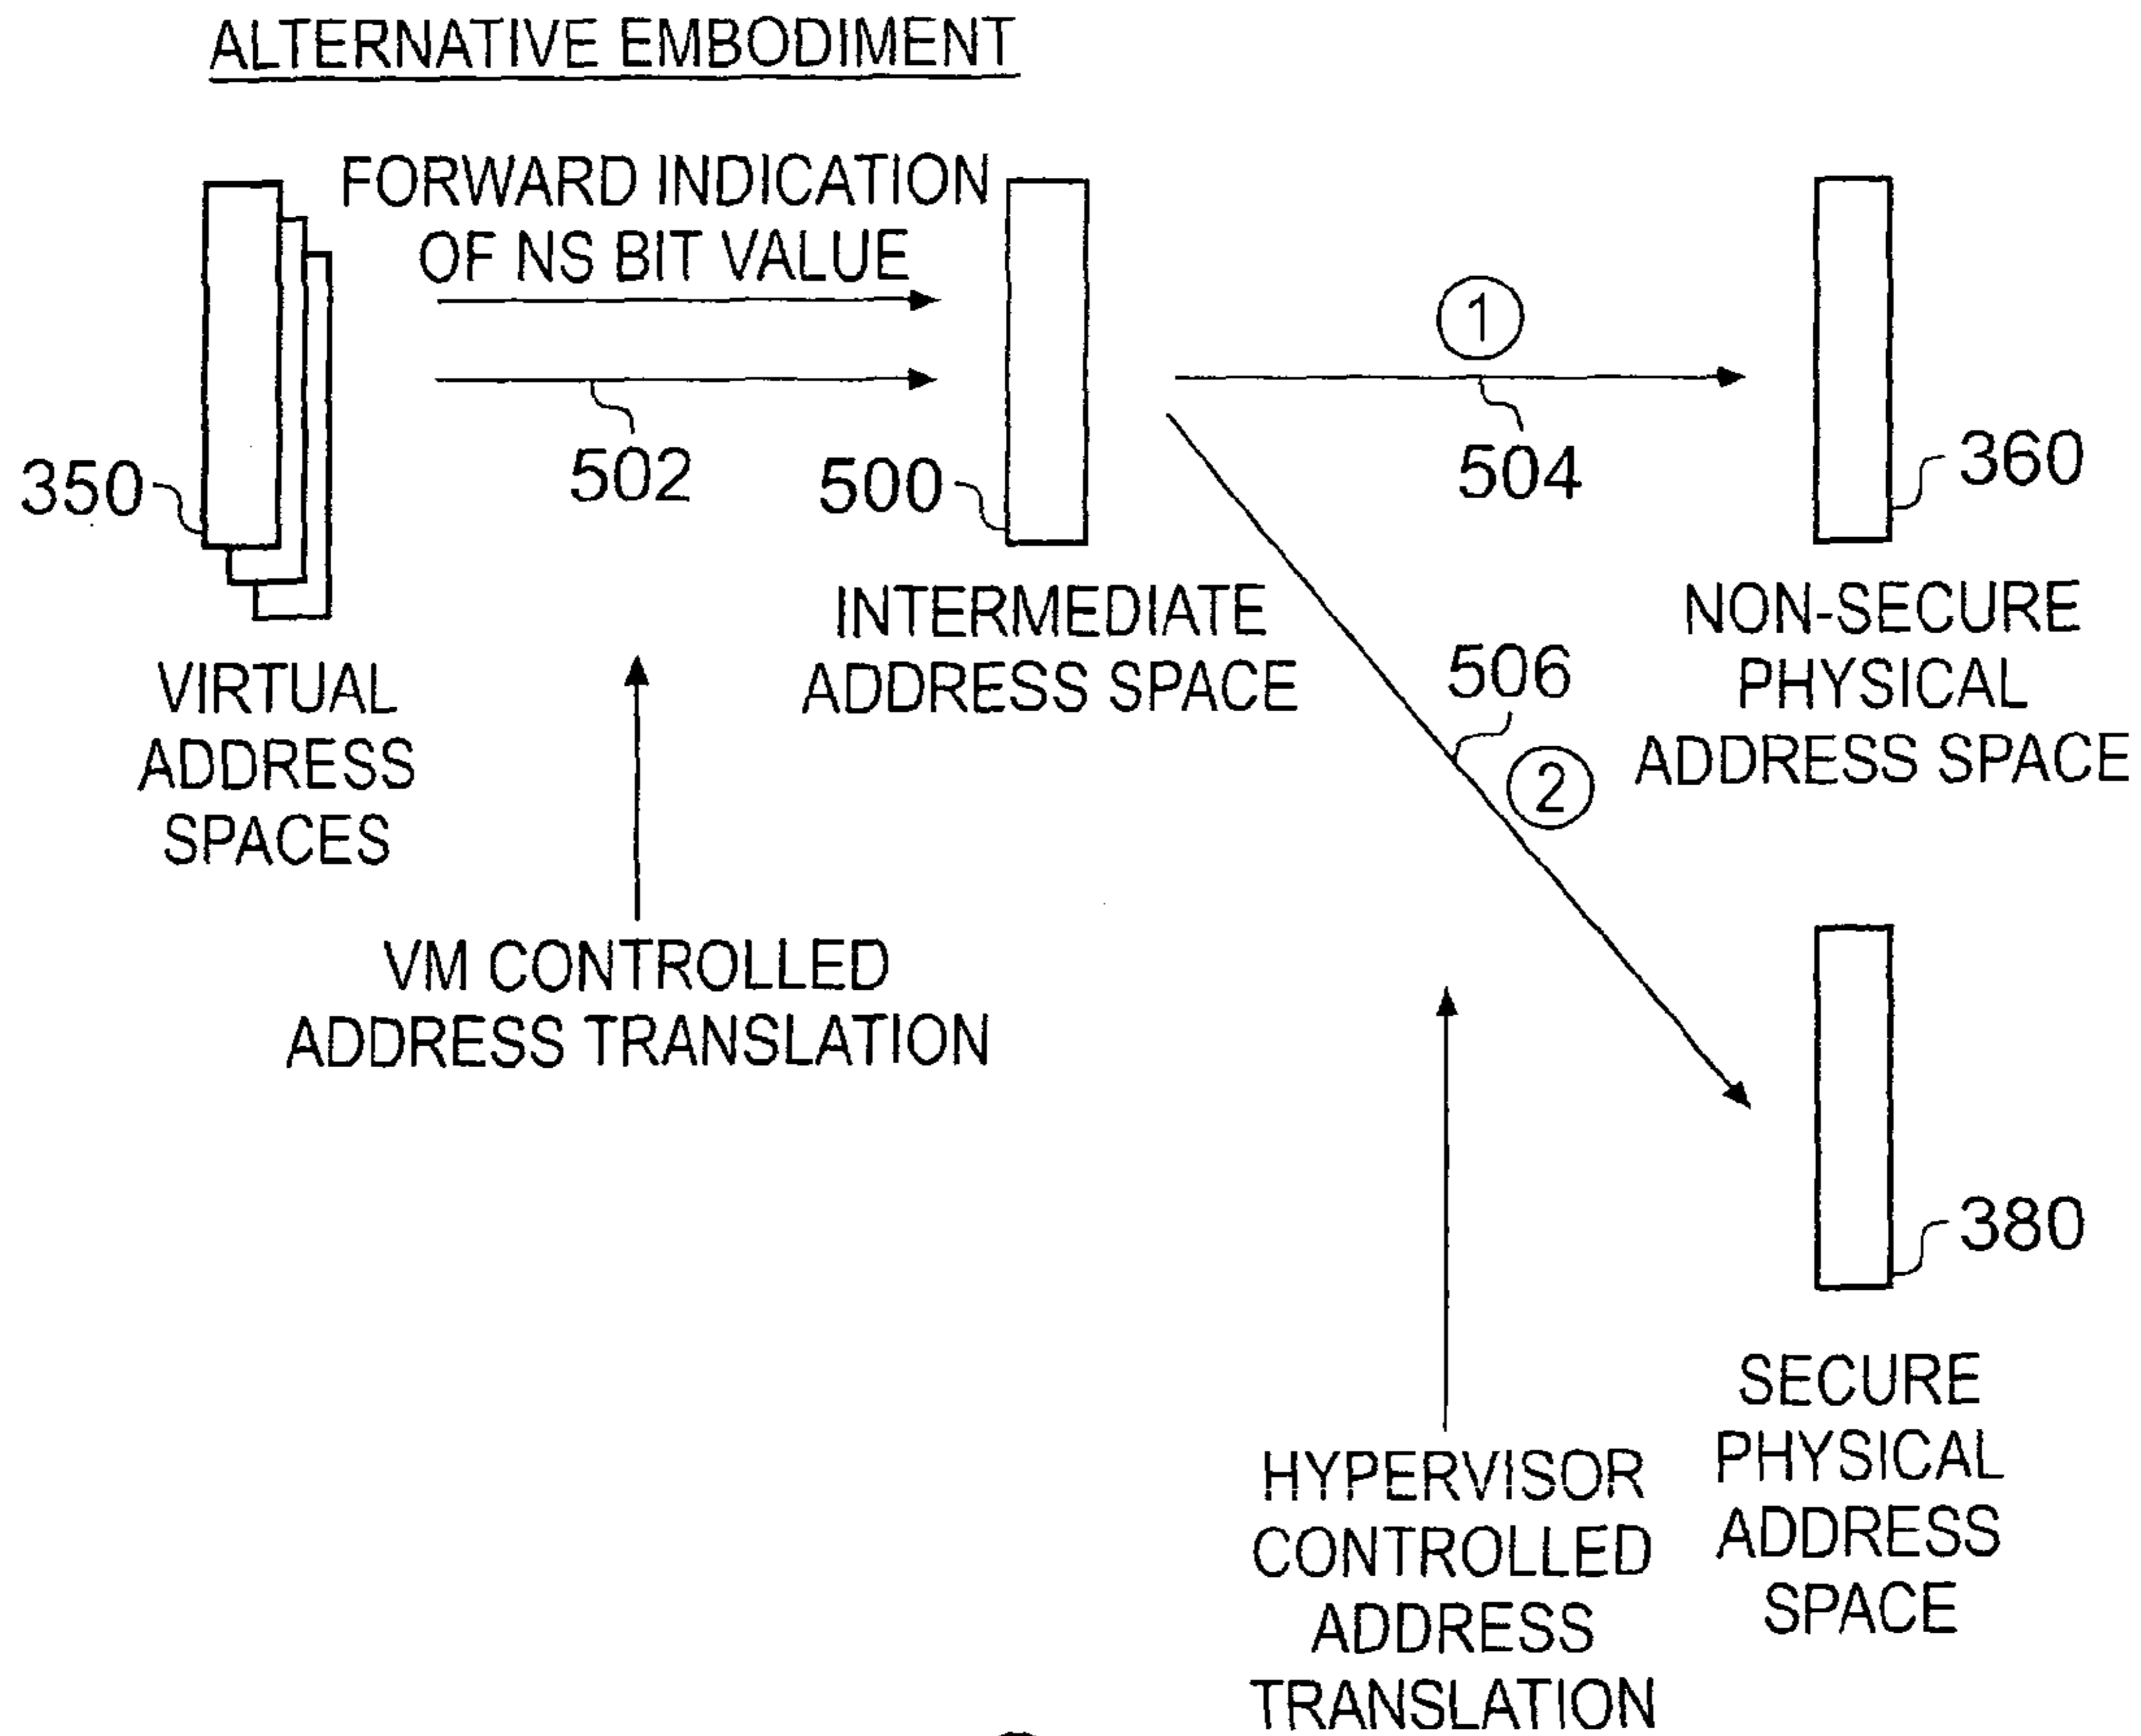 ALTERNATIVE EMBODIMENT
FORWARD INDICATION
OF NS BIT VALUE
1
350
502
500
504
360
INTERMEDIATE
ADDRESS SPACE
NON-SECURE
PHYSICAL
ADDRESS SPACE
VIRTUAL
ADDRESS
SPACES
506
2
VM CONTROLLED
ADDRESS TRANSLATION
380
SECURE
PHYSICAL
ADDRESS
SPACE
HYPERVISOR
CONTROLLED
ADDRESS
TRANSLATION